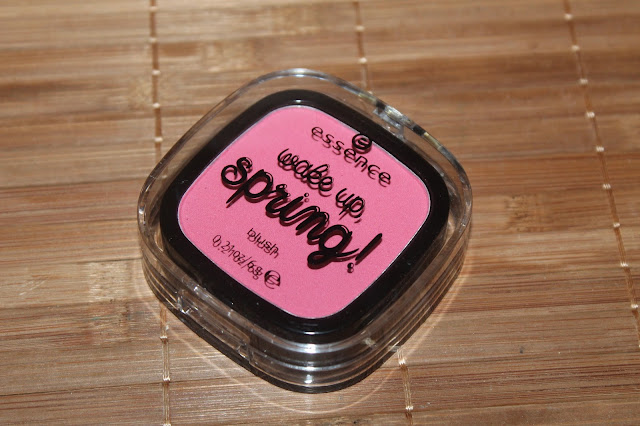 essence
wake up,
spring!
blush
0.21oz/6g e